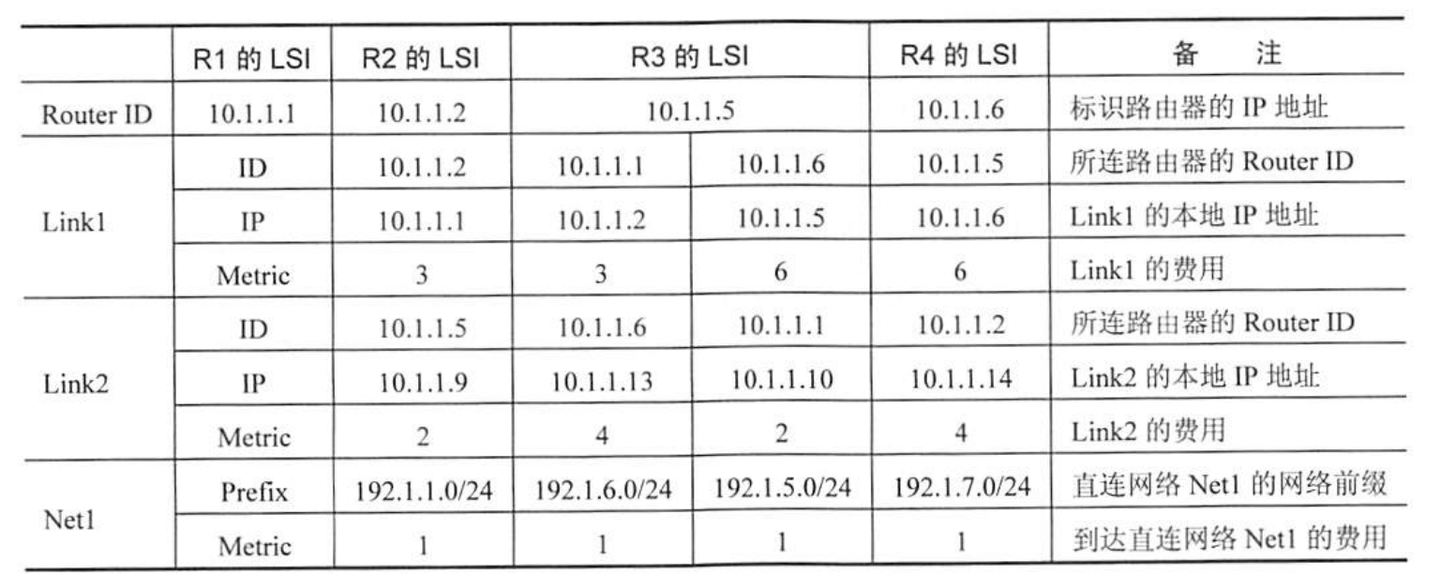 R1 的 LSI R2 的 LSI R3 的 LSI R4 的 LSI 备 注
Router ID 10.1.1.1 10.1.1.2 10.1.1.5 10.1.1.6 标识路由器的 IP 地址
ID 10.1.1.2 10.1.1.1 10.1.1.6 10.1.1.5 所连路由器的 Router ID
Link1 IP 10.1.1.1 10.1.1.2 10.1.1.5 10.1.1.6 Link1 的本地 IP 地址
Metric 3 3 6 6 Link1 的费用
ID 10.1.1.5 10.1.1.6 10.1.1.1 10.1.1.2 所连路由器的 Router ID
Link2 IP 10.1.1.9 10.1.1.13 10.1.1.10 10.1.1.14 Link2 的本地 IP 地址
Metric 2 4 2 4 Link2 的费用
Prefix 192.1.1.0/24 192.1.6.0/24 192.1.5.0/24 192.1.7.0/24 直连网络 Net1 的网络前缀
Net1
Metric 1 1 1 1 到达直连网络 Net1 的费用